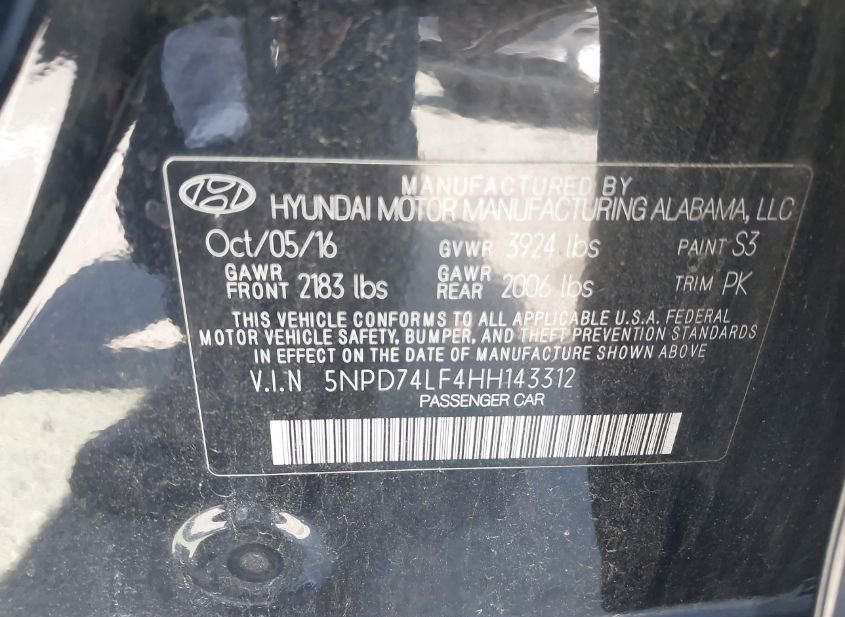 MANUFACTURED BY
HYUNDAI MOTOR MANUFACTURING ALABAMA, LLC
Oct/05/16 GVWR 3924 lbs PAINT S3
GAWR FRONT 2183 lbs GAWR REAR 2006 lbs TRIM PK
THIS VEHICLE CONFORMS TO ALL APPLICABLE U.S.A. FEDERAL
MOTOR VEHICLE SAFETY, BUMPER, AND THEFT PREVENTION STANDARDS
IN EFFECT ON THE DATE OF MANUFACTURE SHOWN ABOVE
V.I.N 5NPD74LF4HH143312
PASSENGER CAR